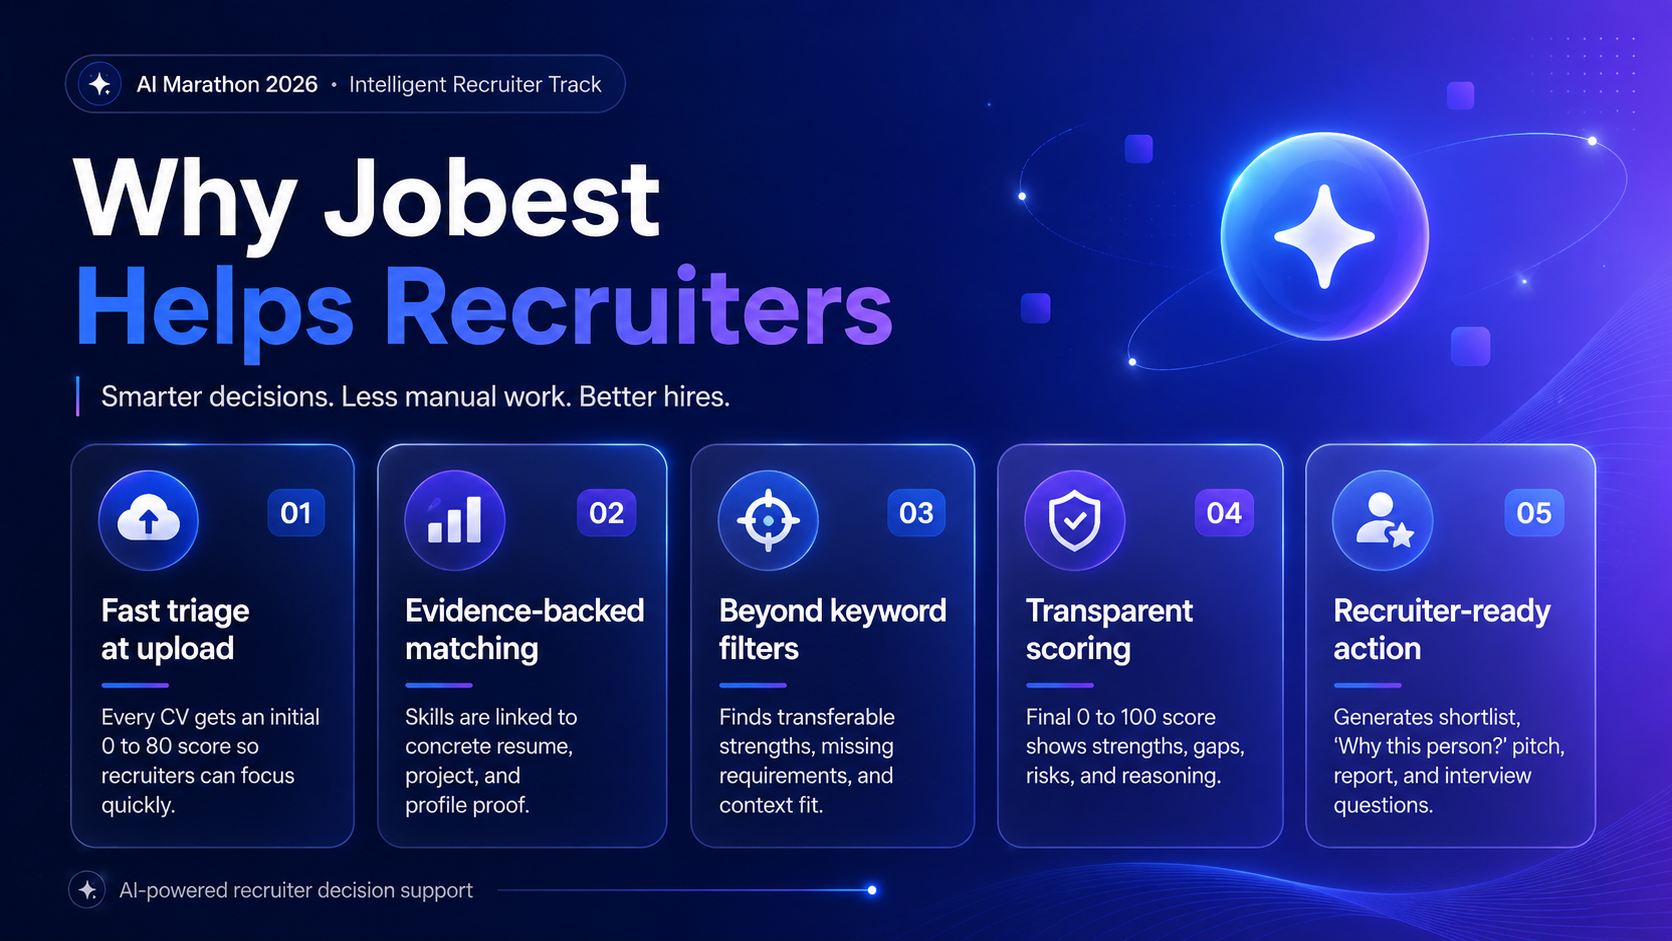 AI Marathon 2026 • Intelligent Recruiter Track
Why Jobest
Helps Recruiters
Smarter decisions. Less manual work. Better hires.
01
Fast triage
at upload
Every CV gets an initial
0 to 80 score so
recruiters can focus
quickly.
02
Evidence-backed
matching
Skills are linked to
concrete resume,
project, and
profile proof.
03
Beyond keyword
filters
Finds transferable
strengths, missing
requirements, and
context fit.
04
Transparent
scoring
Final 0 to 100 score
shows strengths, gaps,
risks, and reasoning.
05
Recruiter-ready
action
Generates shortlist,
‘Why this person?’ pitch,
report, and interview
questions.
AI-powered recruiter decision support